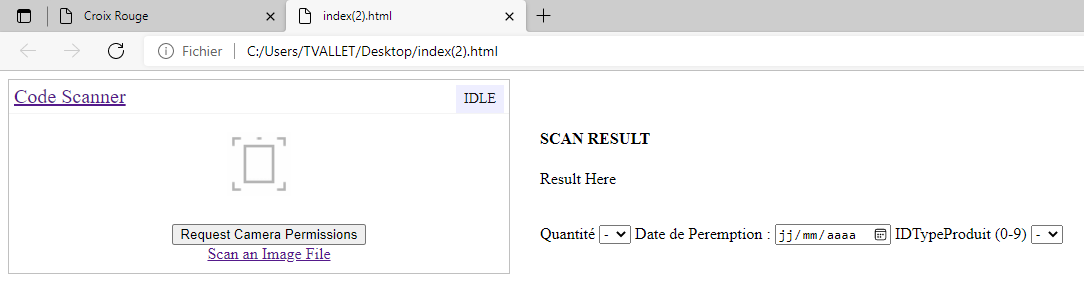 Croix Rouge
index(2).html
Fichier
C:/Users/TVALLET/Desktop/index(2).html
Code Scanner
IDLE
Request Camera Permissions
Scan an Image File
SCAN RESULT
Result Here
Quantité - Date de Peremption : jj/mm/aaaa IDTypeProduit (0-9) -